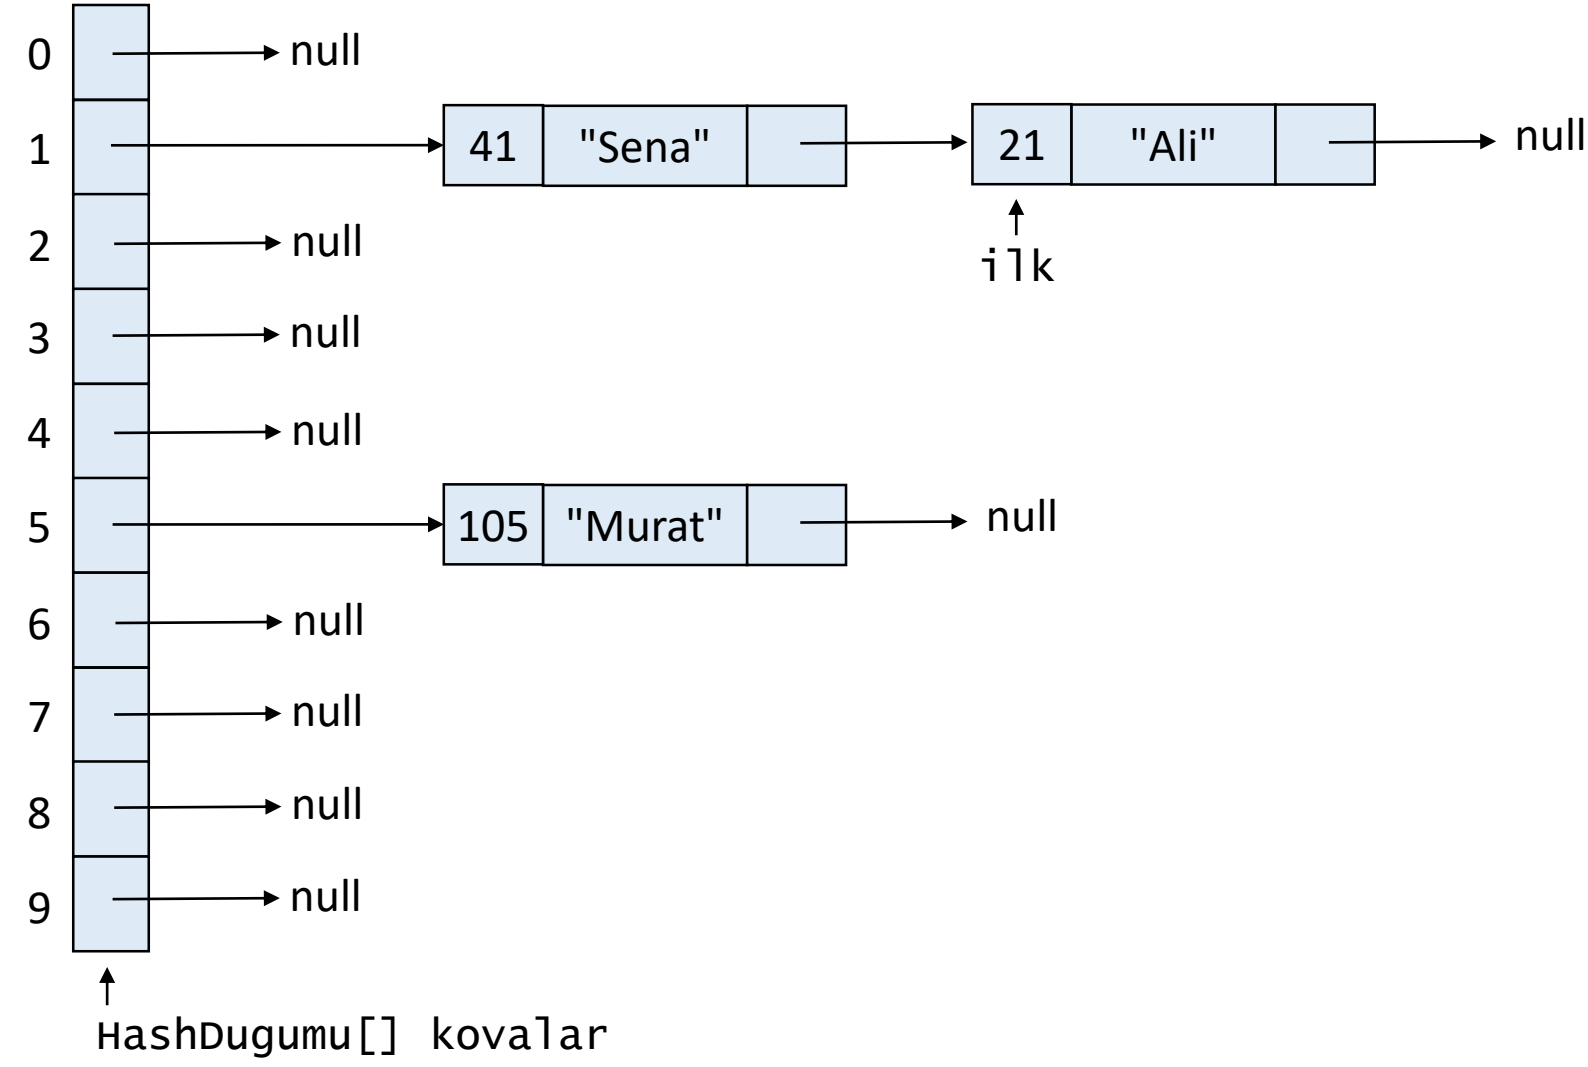 0 null
1 41 "Sena" 21 "Ali" null
ilk
2 null
3 null
4 null
5 105 "Murat" null
6 null
7 null
8 null
9 null
HashDugumu[] kovalar